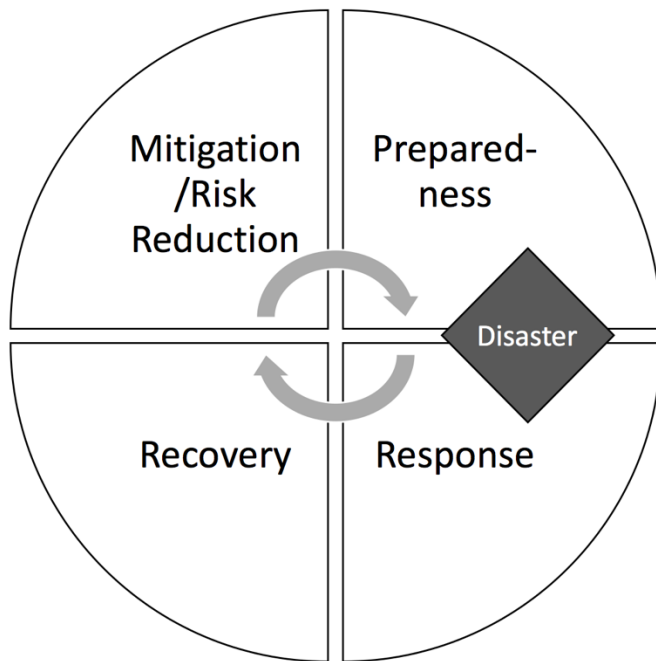 Mitigation
/Risk
Reduction
Prepared-
ness
Disaster
Recovery
Response